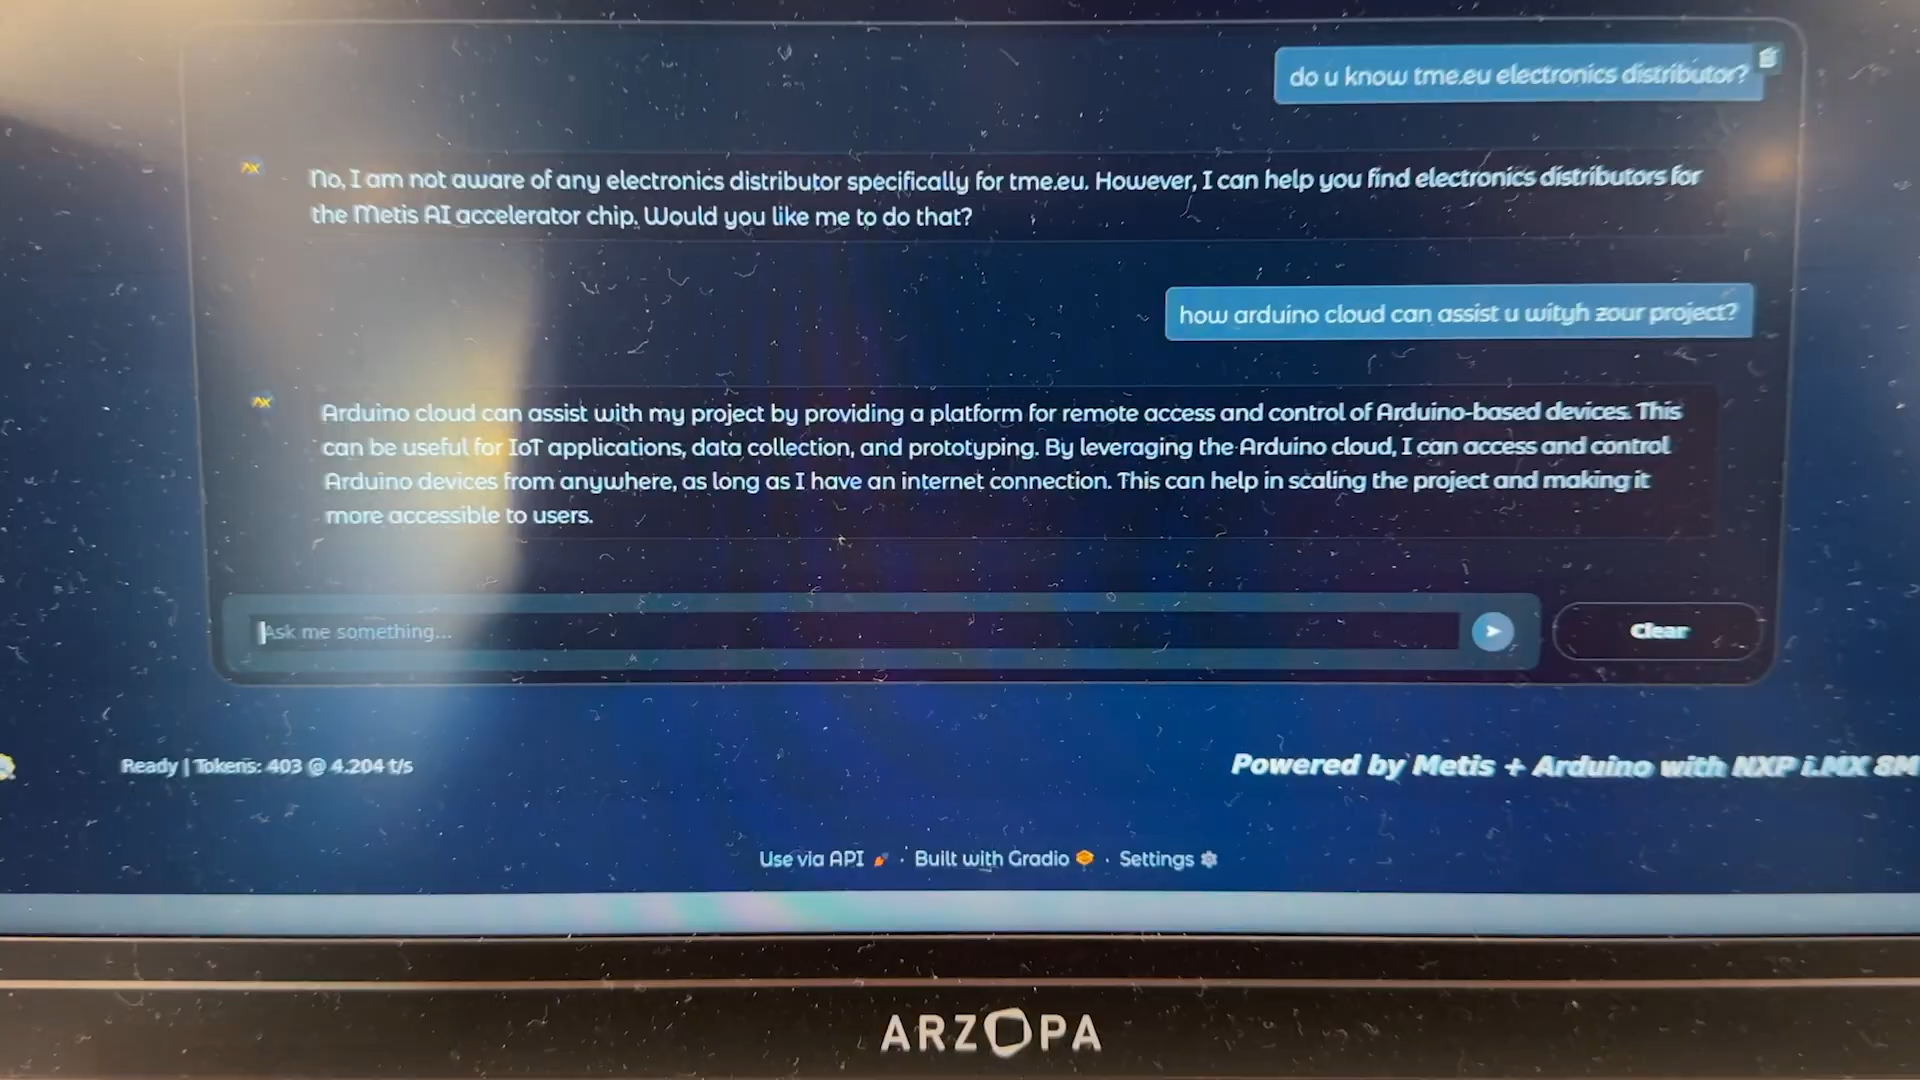 do u know tme.eu electronics distributor?
No, I am not aware of any electronics distributor specifically for tme.eu. However, I can help you find electronics distributors for
the Metis AI accelerator chip. Would you like me to do that?
how arduino cloud can assist u wityh zour project?
Arduino cloud can assist with my project by providing a platform for remote access and control of Arduino-based devices. This
can be useful for IoT applications, data collection, and prototyping. By leveraging the Arduino cloud, I can access and control
Arduino devices from anywhere, as long as I have an internet connection. This can help in scaling the project and making it
more accessible to users.
Ask me something...
Clear
Ready | Tokens: 403 @ 4.204 t/s
Powered by Metis + Arduino with NXP i.MX 8M
Use via API · Built with Gradio · Settings
ARZOPA